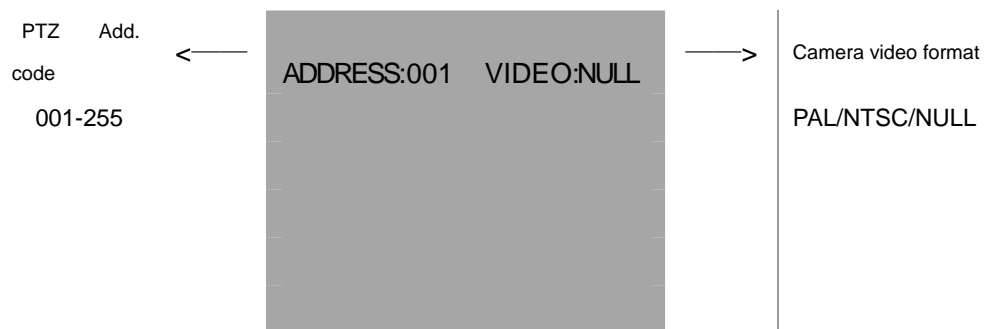 PTZ Add.
code
001-255
ADDRESS:001 VIDEO:NULL
Camera video format
PAL/NTSC/NULL